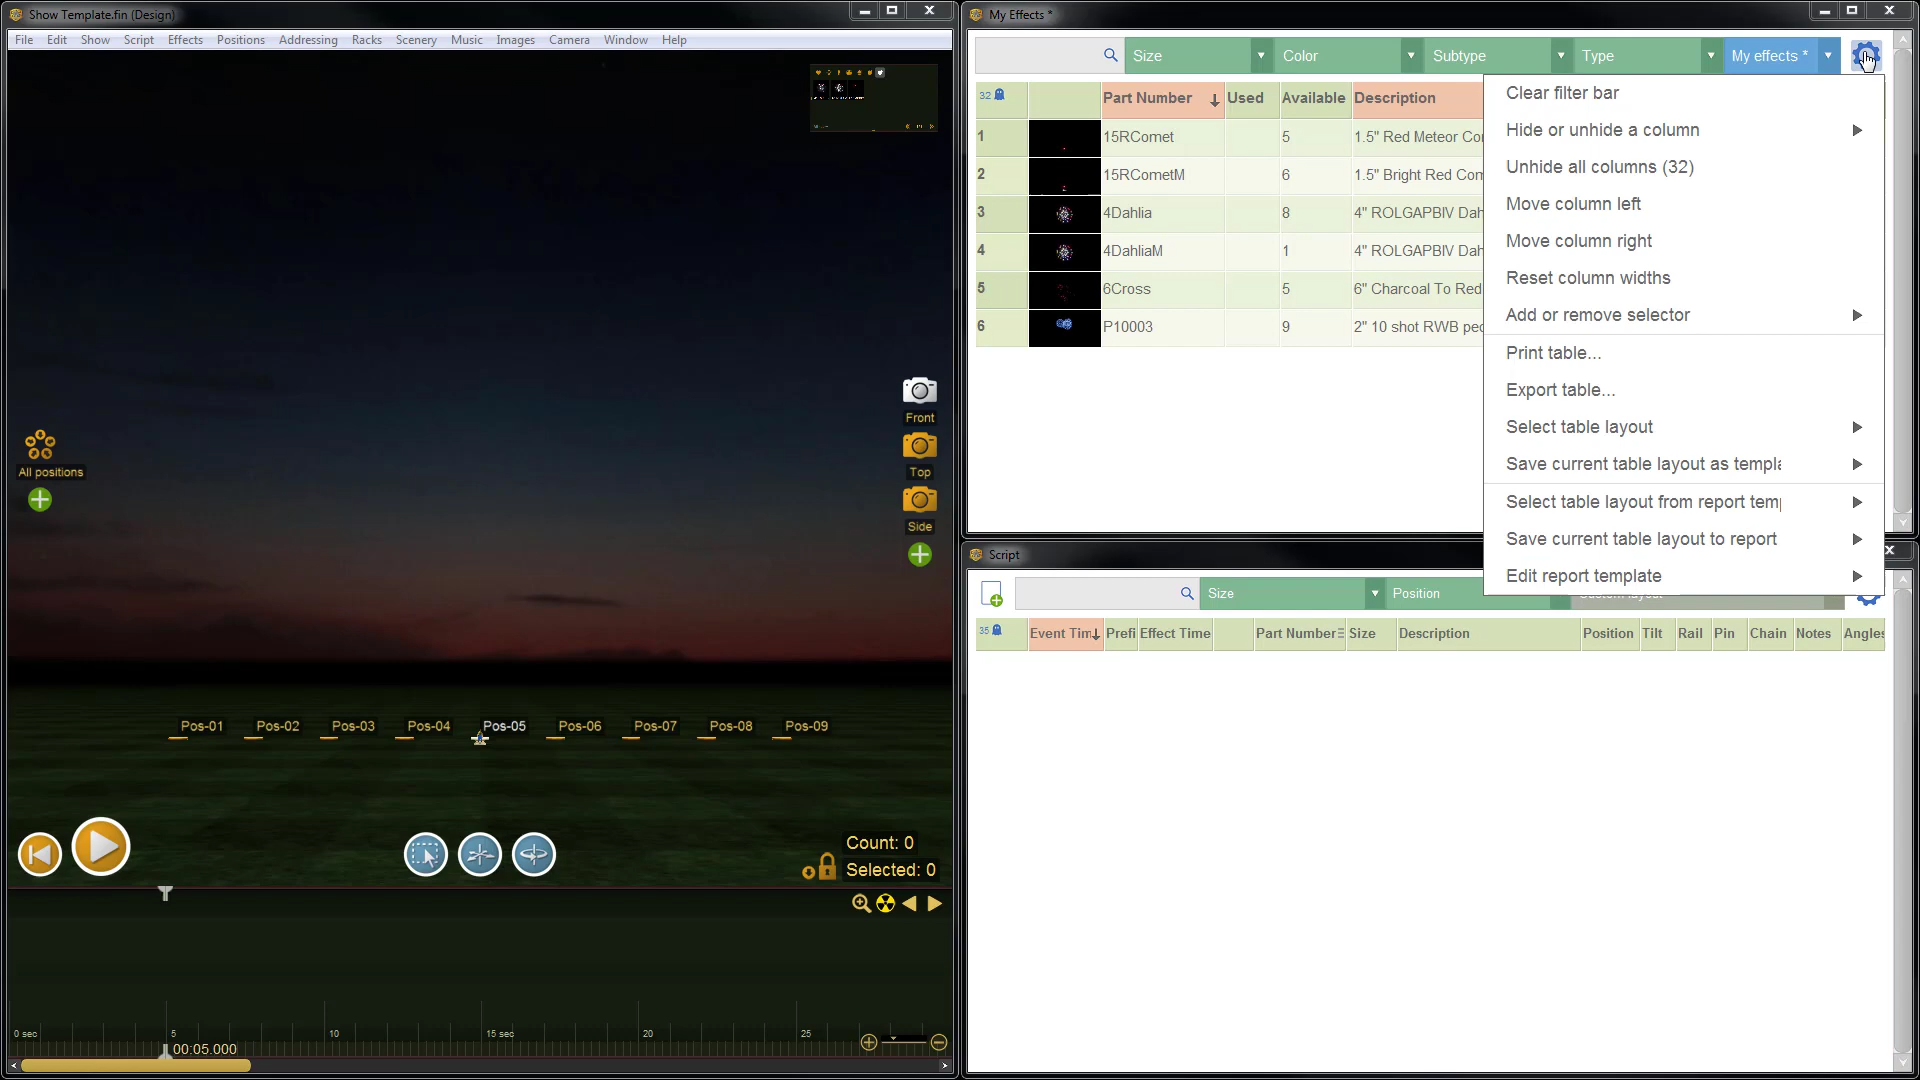 Show Template.fin (Design)
File Edit Show Script Effects Positions Addressing Racks Scenery Music Images Camera Window Help
Front
Top
Side
All positions
Pos-01 Pos-02 Pos-03 Pos-04 Pos-05 Pos-06 Pos-07 Pos-08 Pos-09
Count: 0
Selected: 0
0 sec 5 10 15 sec 20 25
00:05.000
My Effects *
Size Color Subtype Type My effects *
32 Part Number Used Available Description
1 15RComet 5 1.5" Red Meteor Co
2 15RCometM 6 1.5" Bright Red Com
3 4Dahlia 8 4" ROLGAPBIV Dah
4 4DahliaM 1 4" ROLGAPBIV Dah
5 6Cross 5 6" Charcoal To Red
6 P10003 9 2" 10 shot RWB peo
Clear filter bar
Hide or unhide a column
Unhide all columns (32)
Move column left
Move column right
Reset column widths
Add or remove selector
Print table...
Export table...
Select table layout
Save current table layout as templa
Select table layout from report temp
Save current table layout to report
Edit report template
Script
Size Position
35 Event Tim Prefi Effect Time Part Number Size Description Position Tilt Rail Pin Chain Notes Angles